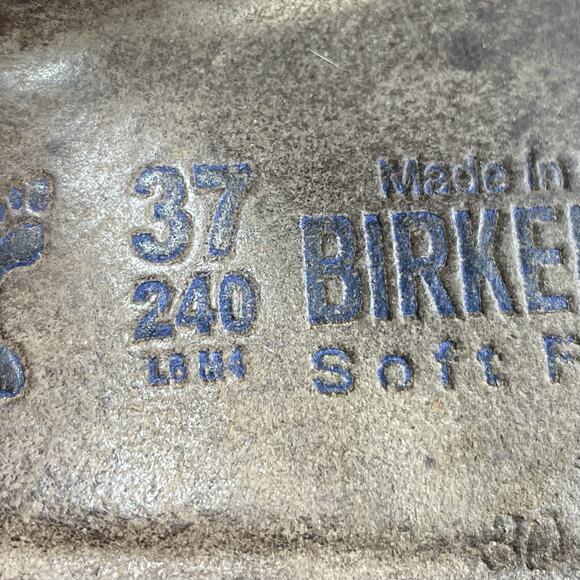 37
240
L6 M4
Made in
BIRKE
Soft F